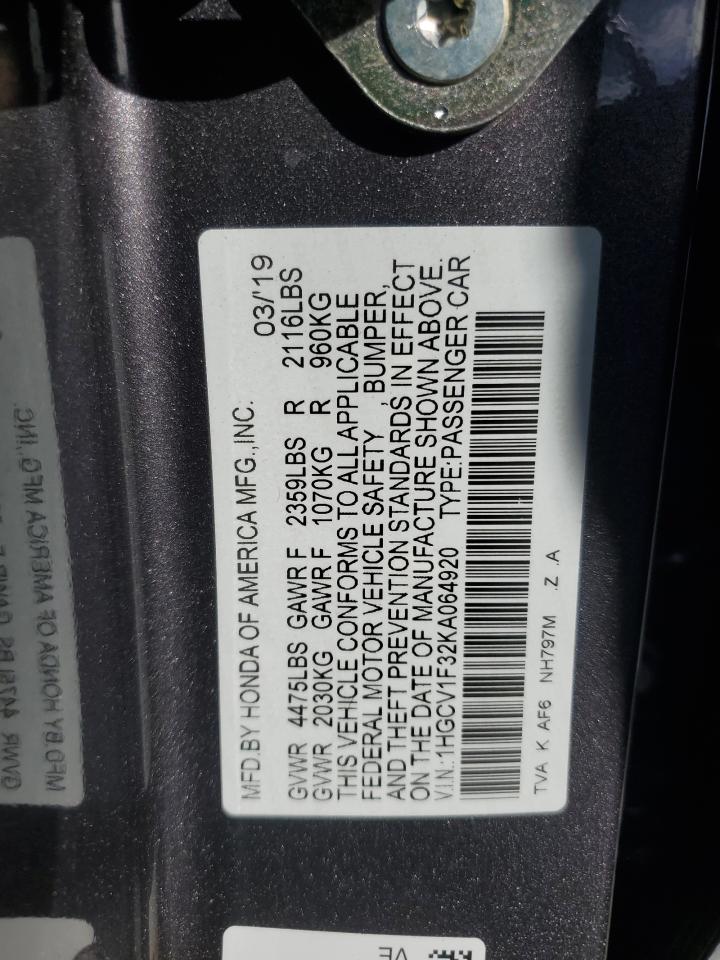 MFD.BY HONDA OF AMERICA MFG.,INC. 03/'19
GVWR 4475LBS GAWR F 2359LBS R 2116LBS
GVWR 2030KG GAWR F 1070KG R 960KG
THIS VEHICLE CONFORMS TO ALL APPLICABLE
FEDERAL MOTOR VEHICLE SAFETY , BUMPER,
AND THEFT PREVENTION STANDARDS IN EFFECT
ON THE DATE OF MANUFACTURE SHOWN ABOVE.
V.I.N.:1HGCV1F32KA064920 TYPE:PASSENGER CAR
TVA K AF6 NH797M .Z .A
VE